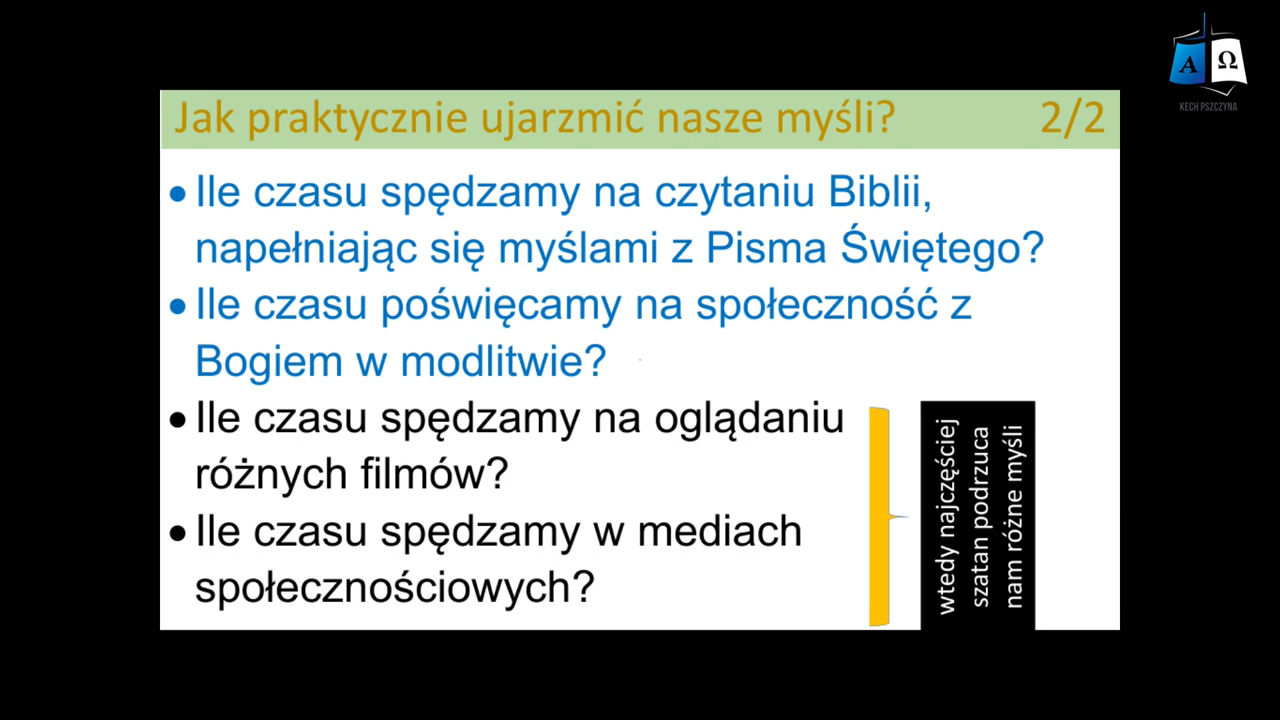 A Ω
KECH PSZCZYNA
Jak praktycznie ujarzmić nasze myśli? 2/2
• Ile czasu spędzamy na czytaniu Biblii,
napełniając się myślami z Pisma Świętego?
• Ile czasu poświęcamy na społeczność z
Bogiem w modlitwie?
• Ile czasu spędzamy na oglądaniu
różnych filmów?
• Ile czasu spędzamy w mediach
społecznościowych?
wtedy najczęściej
szatan podrzuca
nam różne myśli